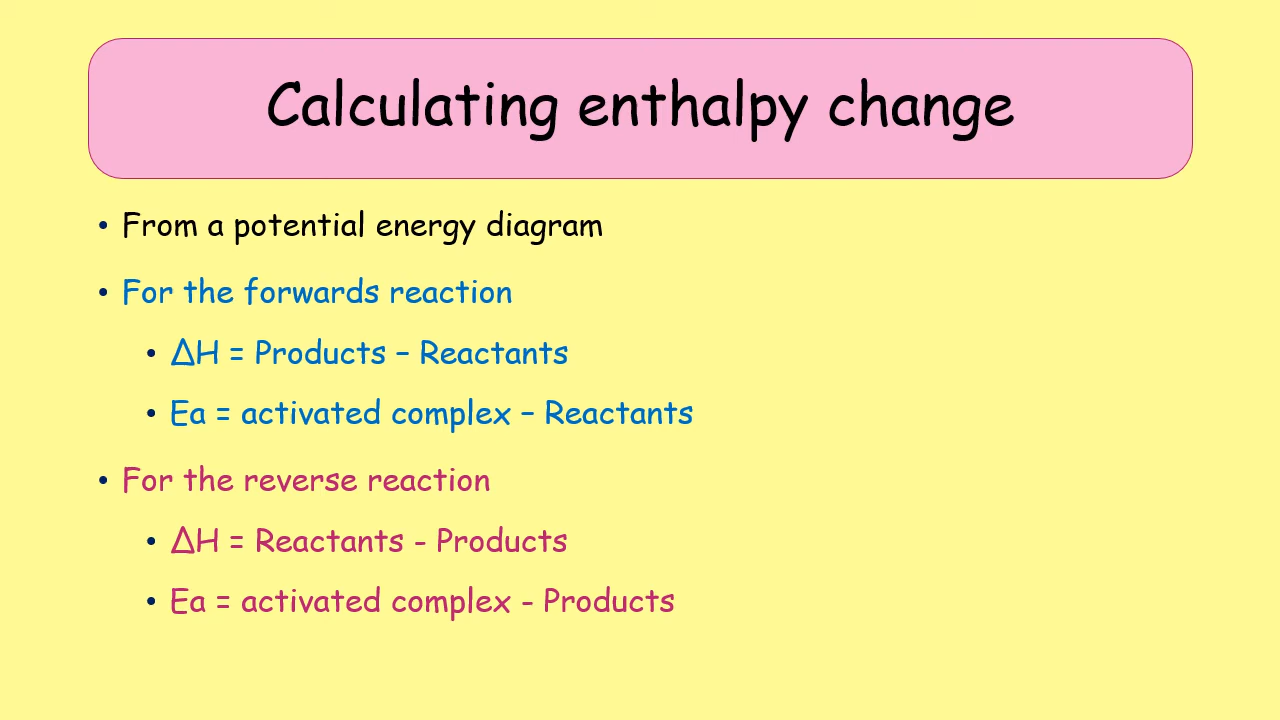 Calculating enthalpy change
• From a potential energy diagram
• For the forwards reaction
• ΔH = Products – Reactants
• Ea = activated complex – Reactants
• For the reverse reaction
• ΔH = Reactants - Products
• Ea = activated complex - Products